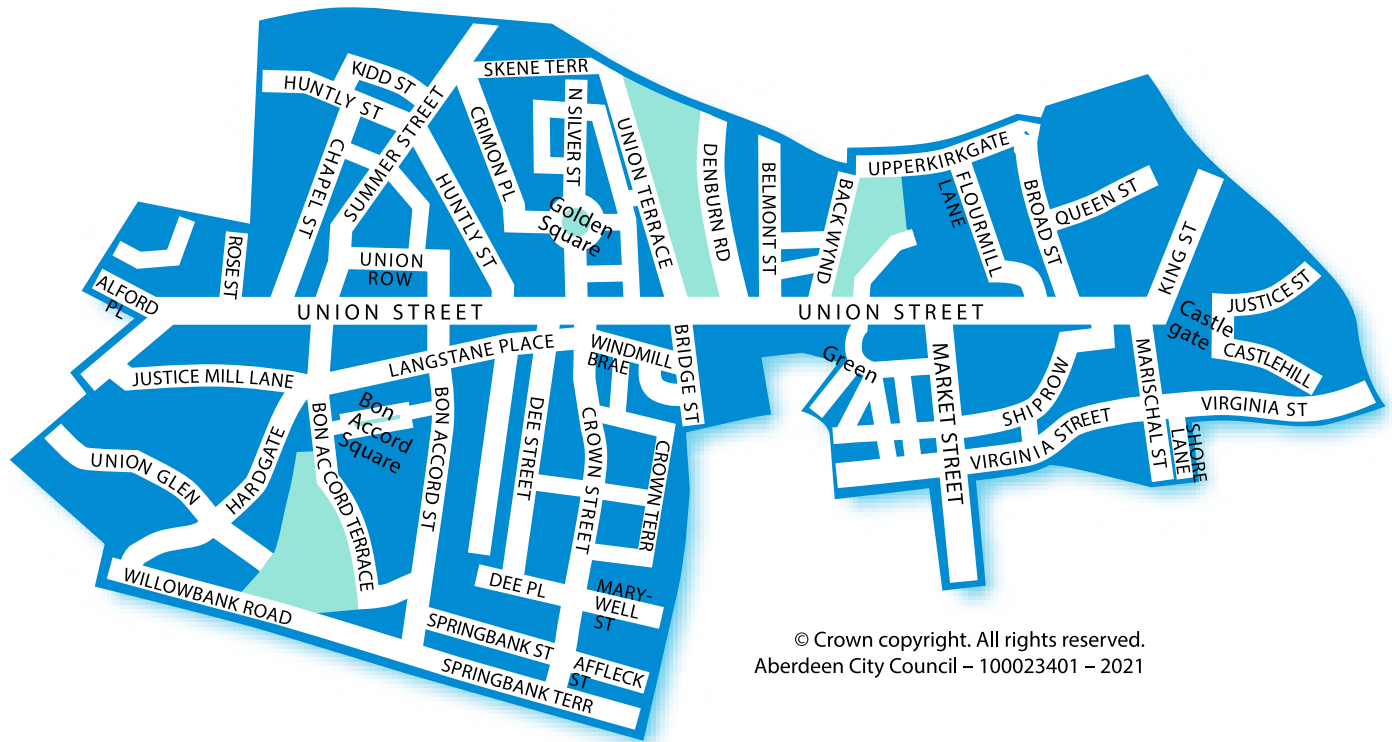 SKENE TERR
KIDD ST
HUNTLY ST
N SILVER ST
CRIMON PL
SUMMER STREET
UNION TERRACE
DENBURN RD
BELMONT ST
UPPERKIRKGATE
BACK WYND
FLOURMILL
LANE
BROAD ST
QUEEN ST
CHAPEL ST
HUNTLY ST
Golden
Square
ROSE ST
UNION
ROW
KING ST
JUSTICE ST
ALFORD
PL
UNION STREET
UNION STREET
Castle
gate
CASTLEHILL
LANGSTANE PLACE
WINDMILL
BRAE
BRIDGE ST
Green
MARKET STREET
SHIPROW
MARISCHAL ST
VIRGINIA ST
VIRGINIA STREET
SHORE
LANE
JUSTICE MILL LANE
Bon
Accord
Square
BON ACCORD ST
DEE STREET
CROWN STREET
CROWN TERR
UNION GLEN
HARDGATE
BON ACCORD TERRACE
WILLOWBANK ROAD
DEE PL
MARY-
WELL
ST
SPRINGBANK ST
AFFLECK
ST
SPRINGBANK TERR
© Crown copyright. All rights reserved.
Aberdeen City Council – 100023401 – 2021